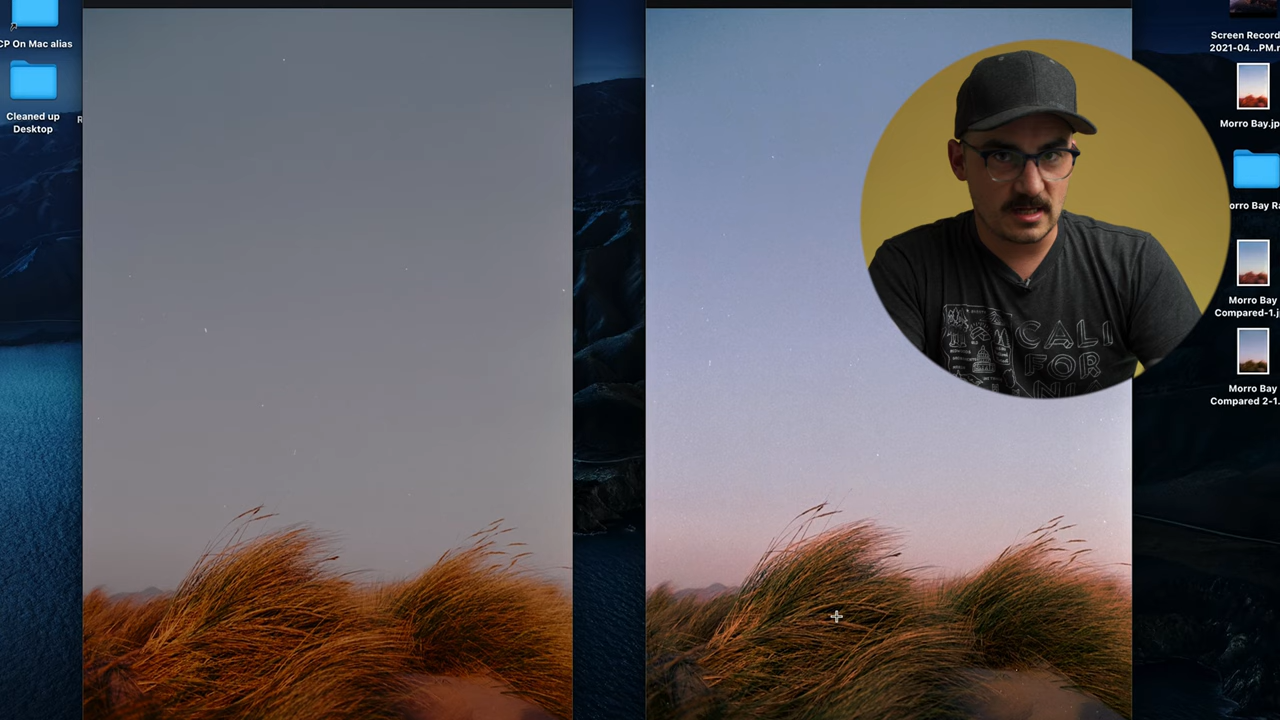 CP On Mac alias
Cleaned up
Desktop
R
Screen Record
2021-04...PM.r
Morro Bay.jp
orro Bay Ra
Morro Bay
Compared-1.j
Morro Bay
Compared 2-1.
CALI
FOR
NIA